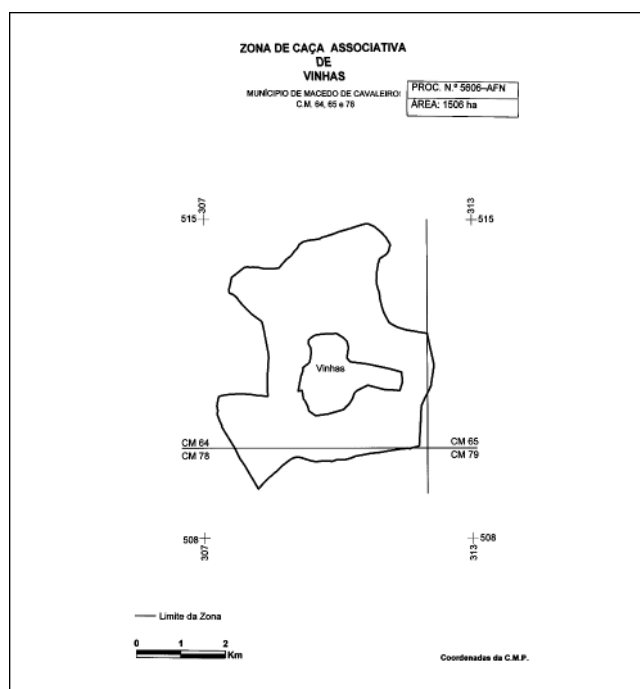 ZONA DE CAÇA ASSOCIATIVA
DE
VINHAS
MUNÍCIPIO DE MACEDO DE CAVALEIROS
C.M. 64, 65 e 78
PROC. N.º 5606–AFN
ÁREA: 1506 ha
515
307
313
515
Vinhas
CM 64
CM 65
CM 78
CM 79
508
307
313
508
Limite da Zona
0 1 2
Km
Coordenadas da C.M.P.